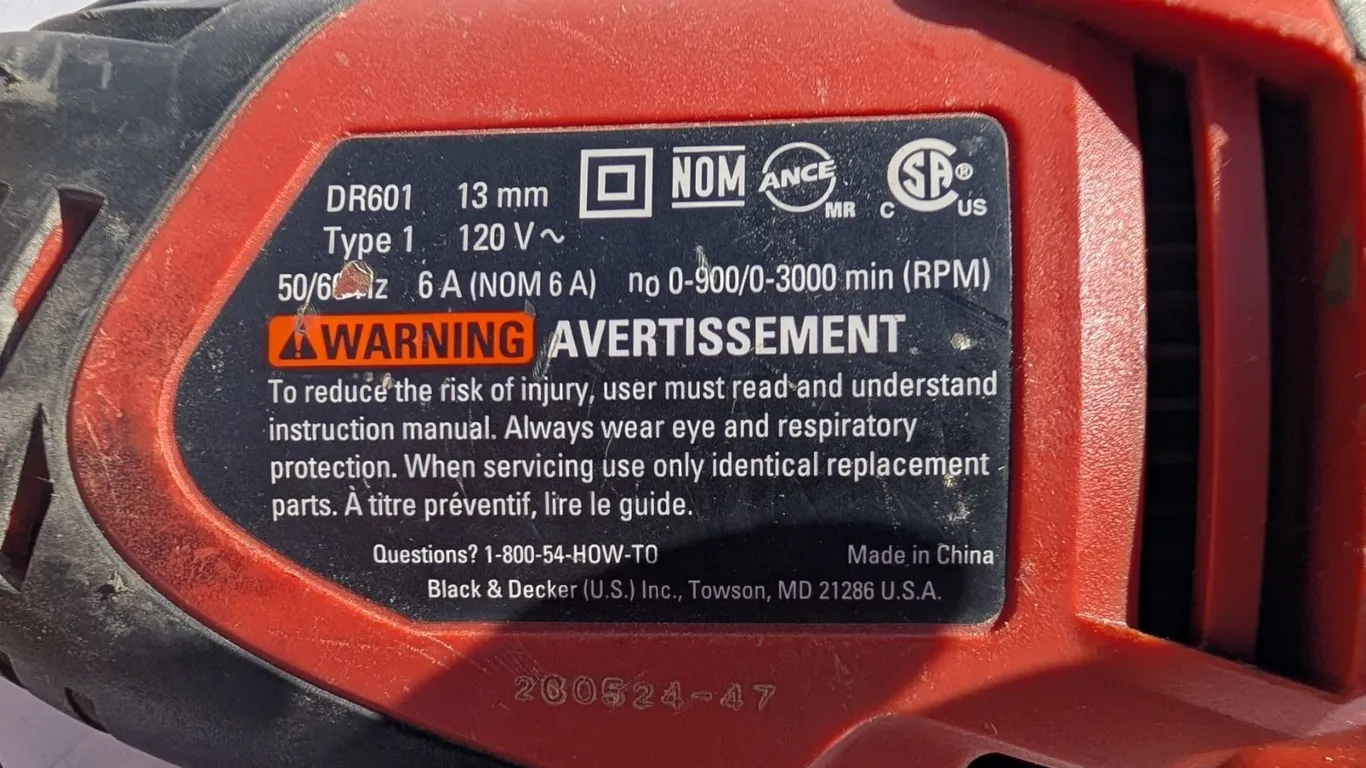 DR601 13 mm NOM ANCE MR C SA® US
Type 1 120 V~
50/60Hz 6 A (NOM 6 A) no 0-900/0-3000 min (RPM)
WARNING AVERTISSEMENT
To reduce the risk of injury, user must read and understand
instruction manual. Always wear eye and respiratory
protection. When servicing use only identical replacement
parts. À titre préventif, lire le guide.
Questions? 1-800-54-HOW-TO Made in China
Black & Decker (U.S.) Inc., Towson, MD 21286 U.S.A.